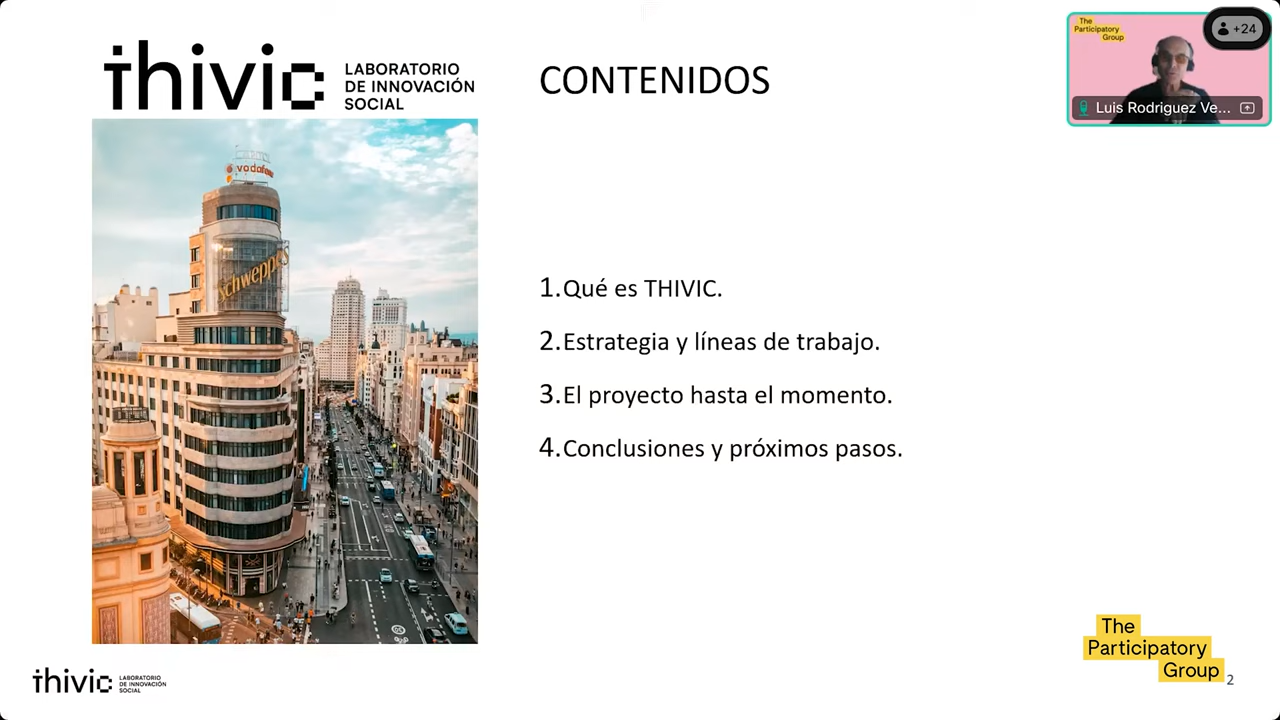 thivic
LABORATORIO
DE INNOVACIÓN
SOCIAL
CONTENIDOS
The
Participatory
Group
+24
Luis Rodriguez Ve...
vodafone
Schweppes
1.Qué es THIVIC.
2.Estrategia y líneas de trabajo.
3.El proyecto hasta el momento.
4.Conclusiones y próximos pasos.
thivic
LABORATORIO
DE INNOVACIÓN
SOCIAL
The
Participatory
Group
2